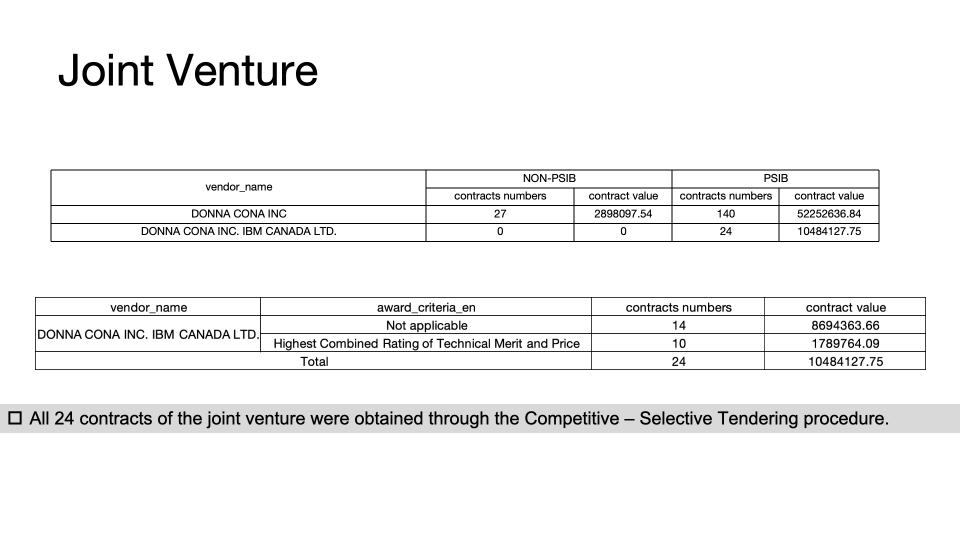 Joint Venture
vendor_name NON-PSIB PSIB
contracts numbers contract value contracts numbers contract value
DONNA CONA INC 27 2898097.54 140 52252636.84
DONNA CONA INC. IBM CANADA LTD. 0 0 24 10484127.75
vendor_name award_criteria_en contracts numbers contract value
DONNA CONA INC. IBM CANADA LTD. Not applicable 14 8694363.66
Highest Combined Rating of Technical Merit and Price 10 1789764.09
Total 24 10484127.75
All 24 contracts of the joint venture were obtained through the Competitive – Selective Tendering procedure.